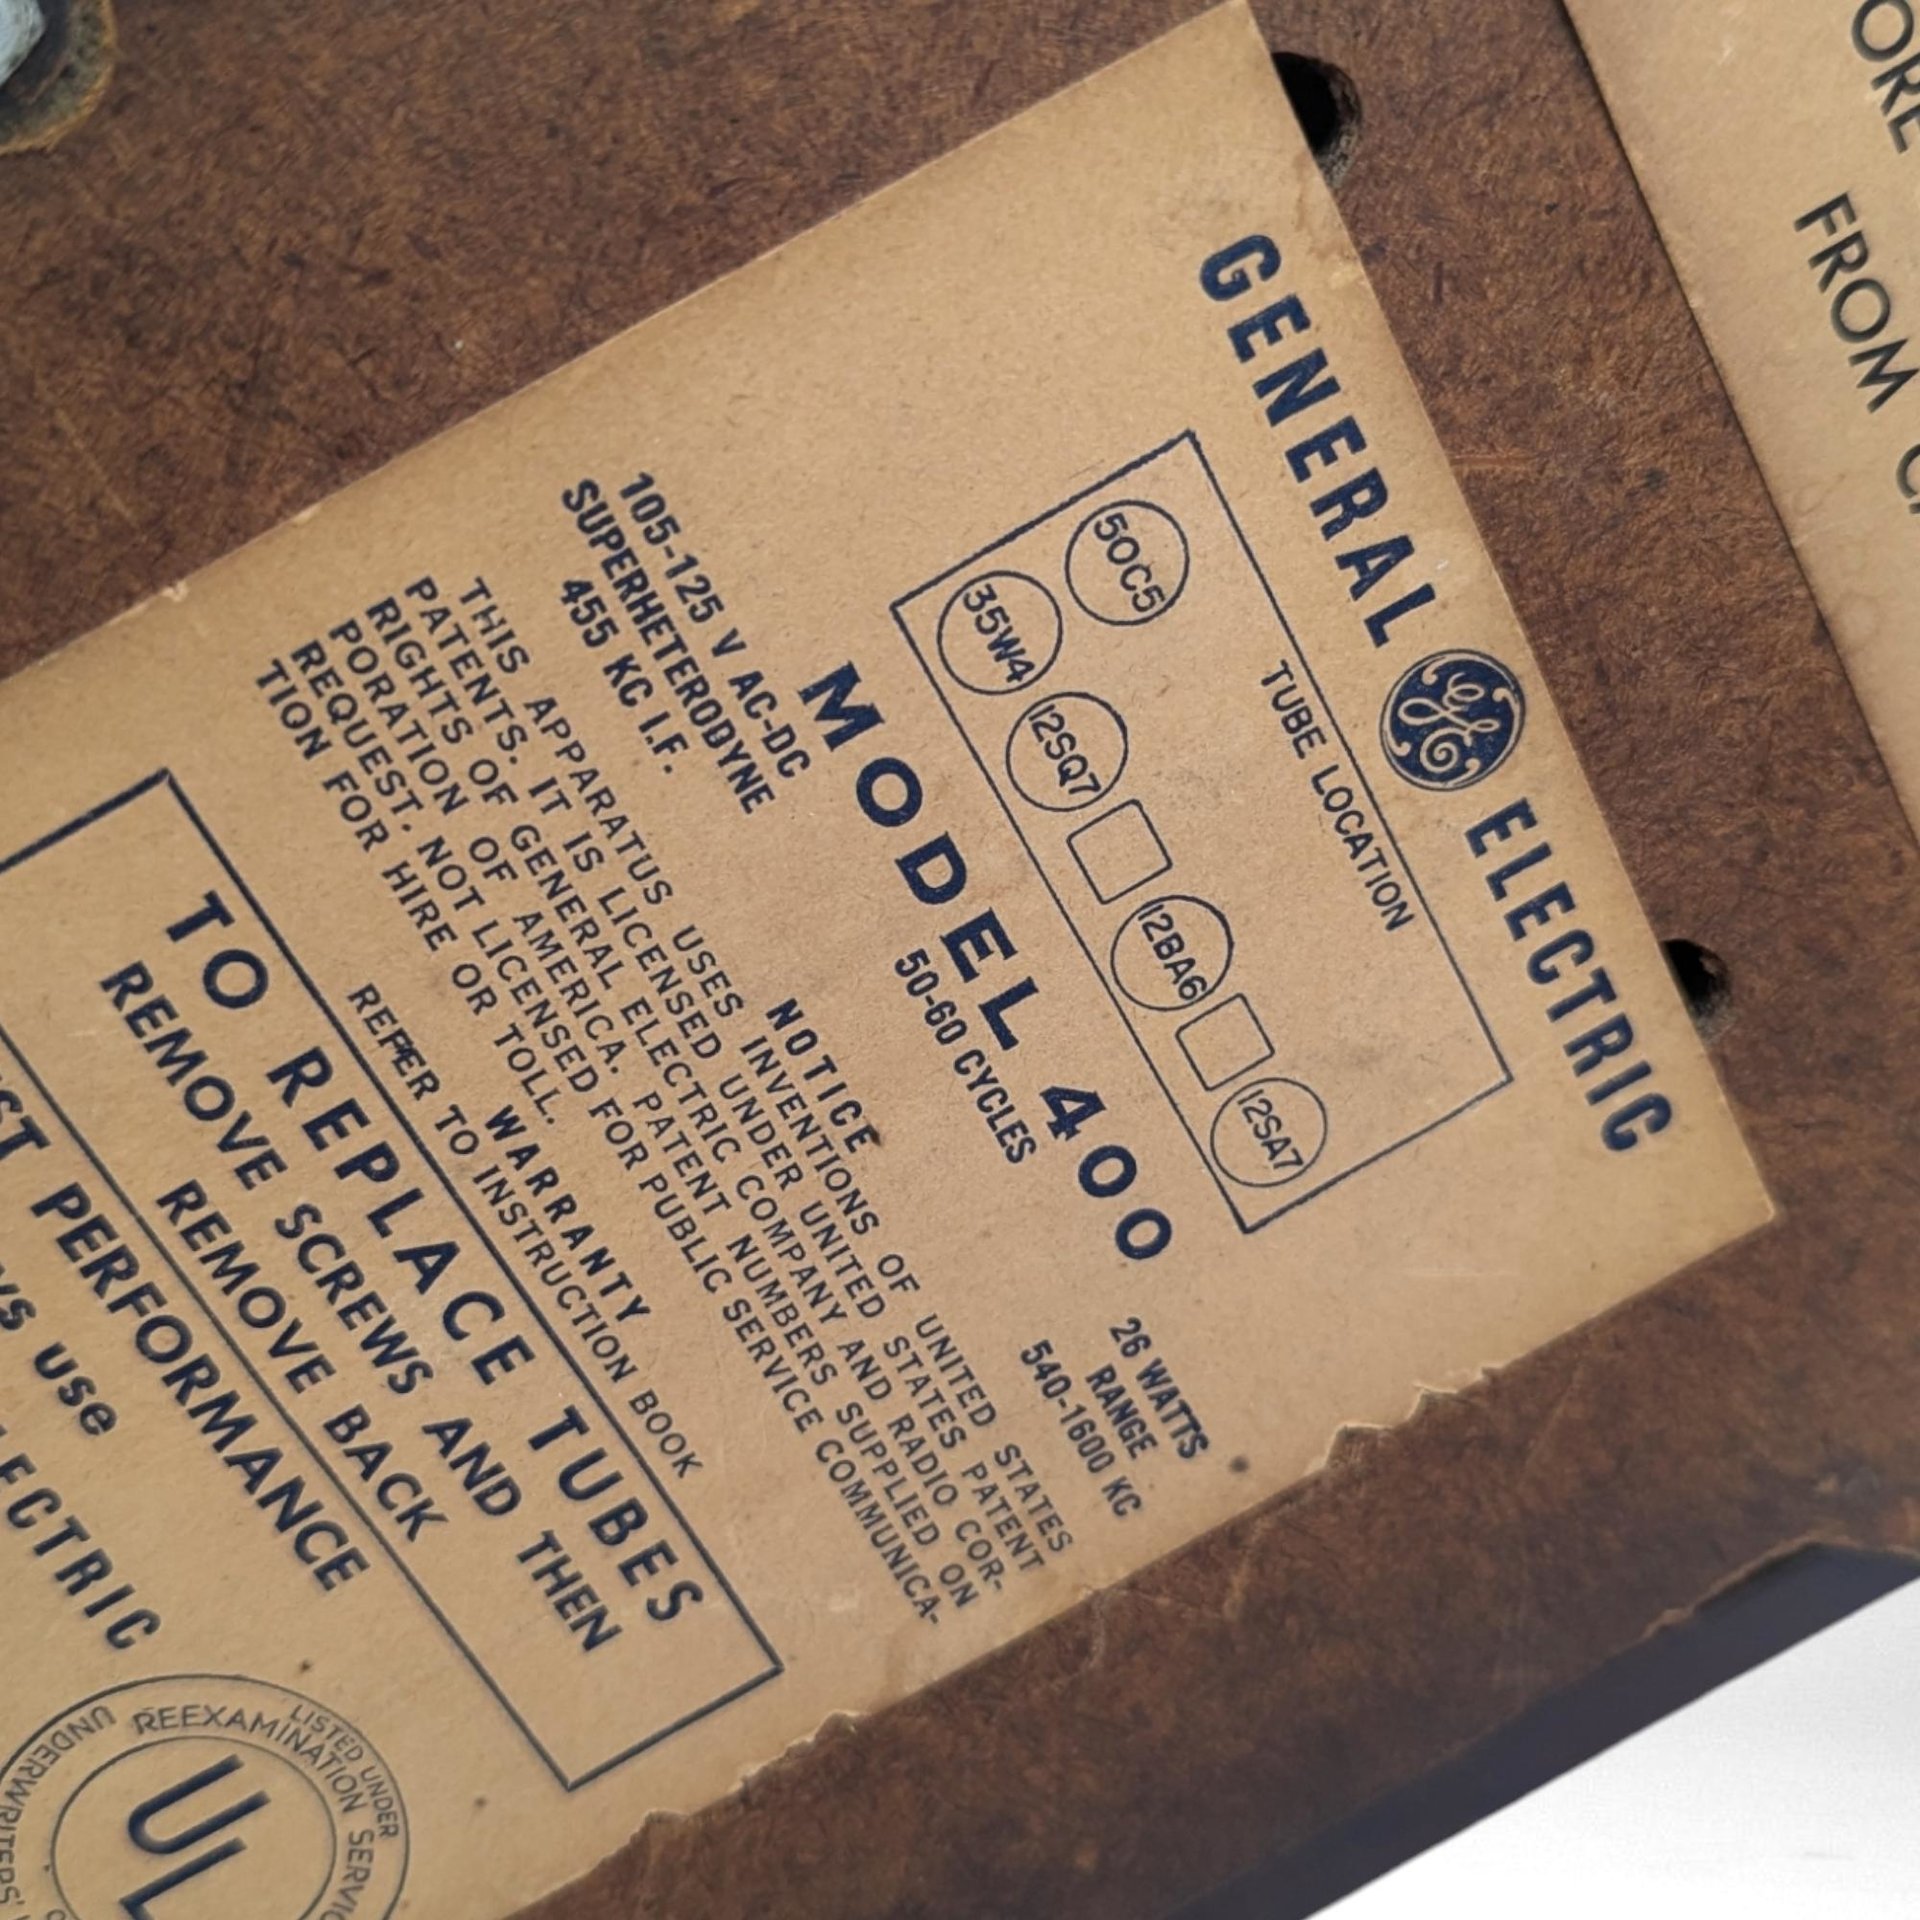 GENERAL GE ELECTRIC
TUBE LOCATION
50C5
35W4 12SQ7 12BA6 12SA7
MODEL 400
105-125 V AC-DC
SUPERHETERODYNE
455 KC I.F.
50-60 CYCLES
26 WATTS
RANGE
540-1600 KC
NOTICE
THIS APPARATUS USES INVENTIONS OF UNITED STATES
PATENTS. IT IS LICENSED UNDER UNITED STATES PATENT
RIGHTS OF GENERAL ELECTRIC COMPANY AND RADIO COR-
PORATION OF AMERICA. PATENT NUMBERS SUPPLIED ON
REQUEST. NOT LICENSED FOR PUBLIC SERVICE COMMUNICA-
TION FOR HIRE OR TOLL.
WARRANTY
REFER TO INSTRUCTION BOOK
TO REPLACE TUBES
REMOVE SCREWS AND THEN
REMOVE BACK
PERFORMANCE
use
ECTRIC
LISTED UNDER
REEXAMINATION SERVIC
UNDERWRITERS'
UL
ORE
FROM